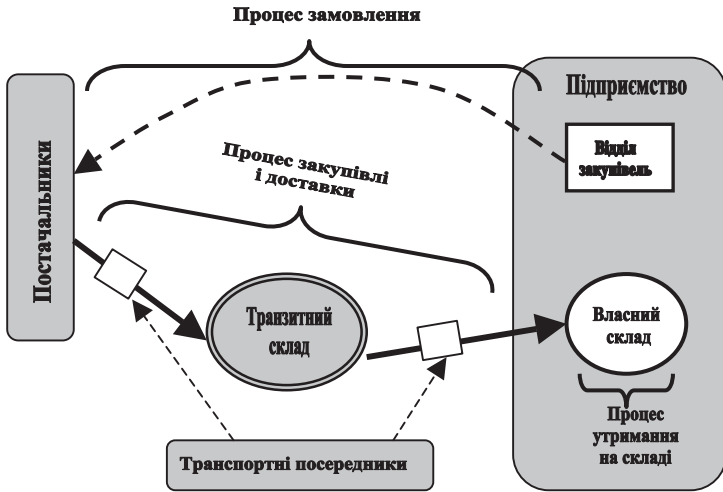 Процес замовлення
Підприємство
Постачальники
Відділ
закупівель
Процес закупівлі
і доставки
Транзитний
склад
Власний
склад
Процес
утримання
на складі
Транспортні посередники